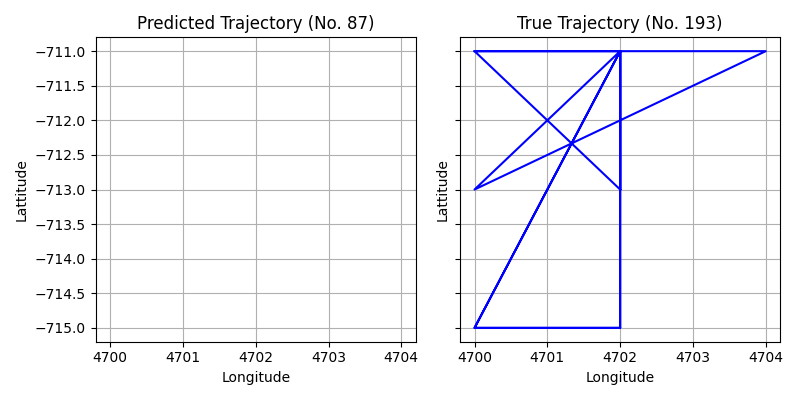 Predicted Trajectory (No. 87)
True Trajectory (No. 193)
−711.0
−711.5
−712.0
−712.5
−713.0
−713.5
−714.0
−714.5
−715.0
Lattitude
Lattitude
4700 4701 4702 4703 4704
4700 4701 4702 4703 4704
Longitude
Longitude